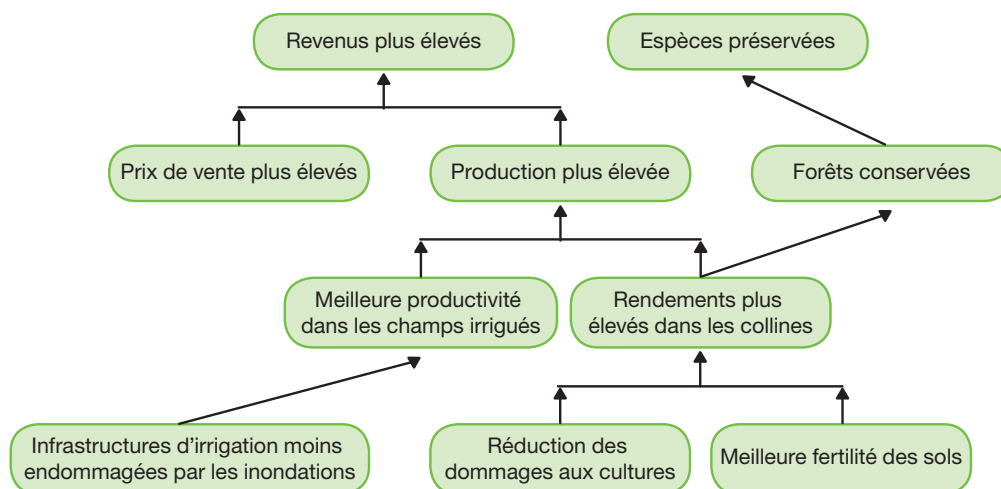 Revenus plus élevés
Espèces préservées
Prix de vente plus élevés
Production plus élevée
Forêts conservées
Meilleure productivité
dans les champs irrigués
Rendements plus
élevés dans les collines
Infrastructures d'irrigation moins
endommagées par les inondations
Réduction des
dommages aux cultures
Meilleure fertilité des sols